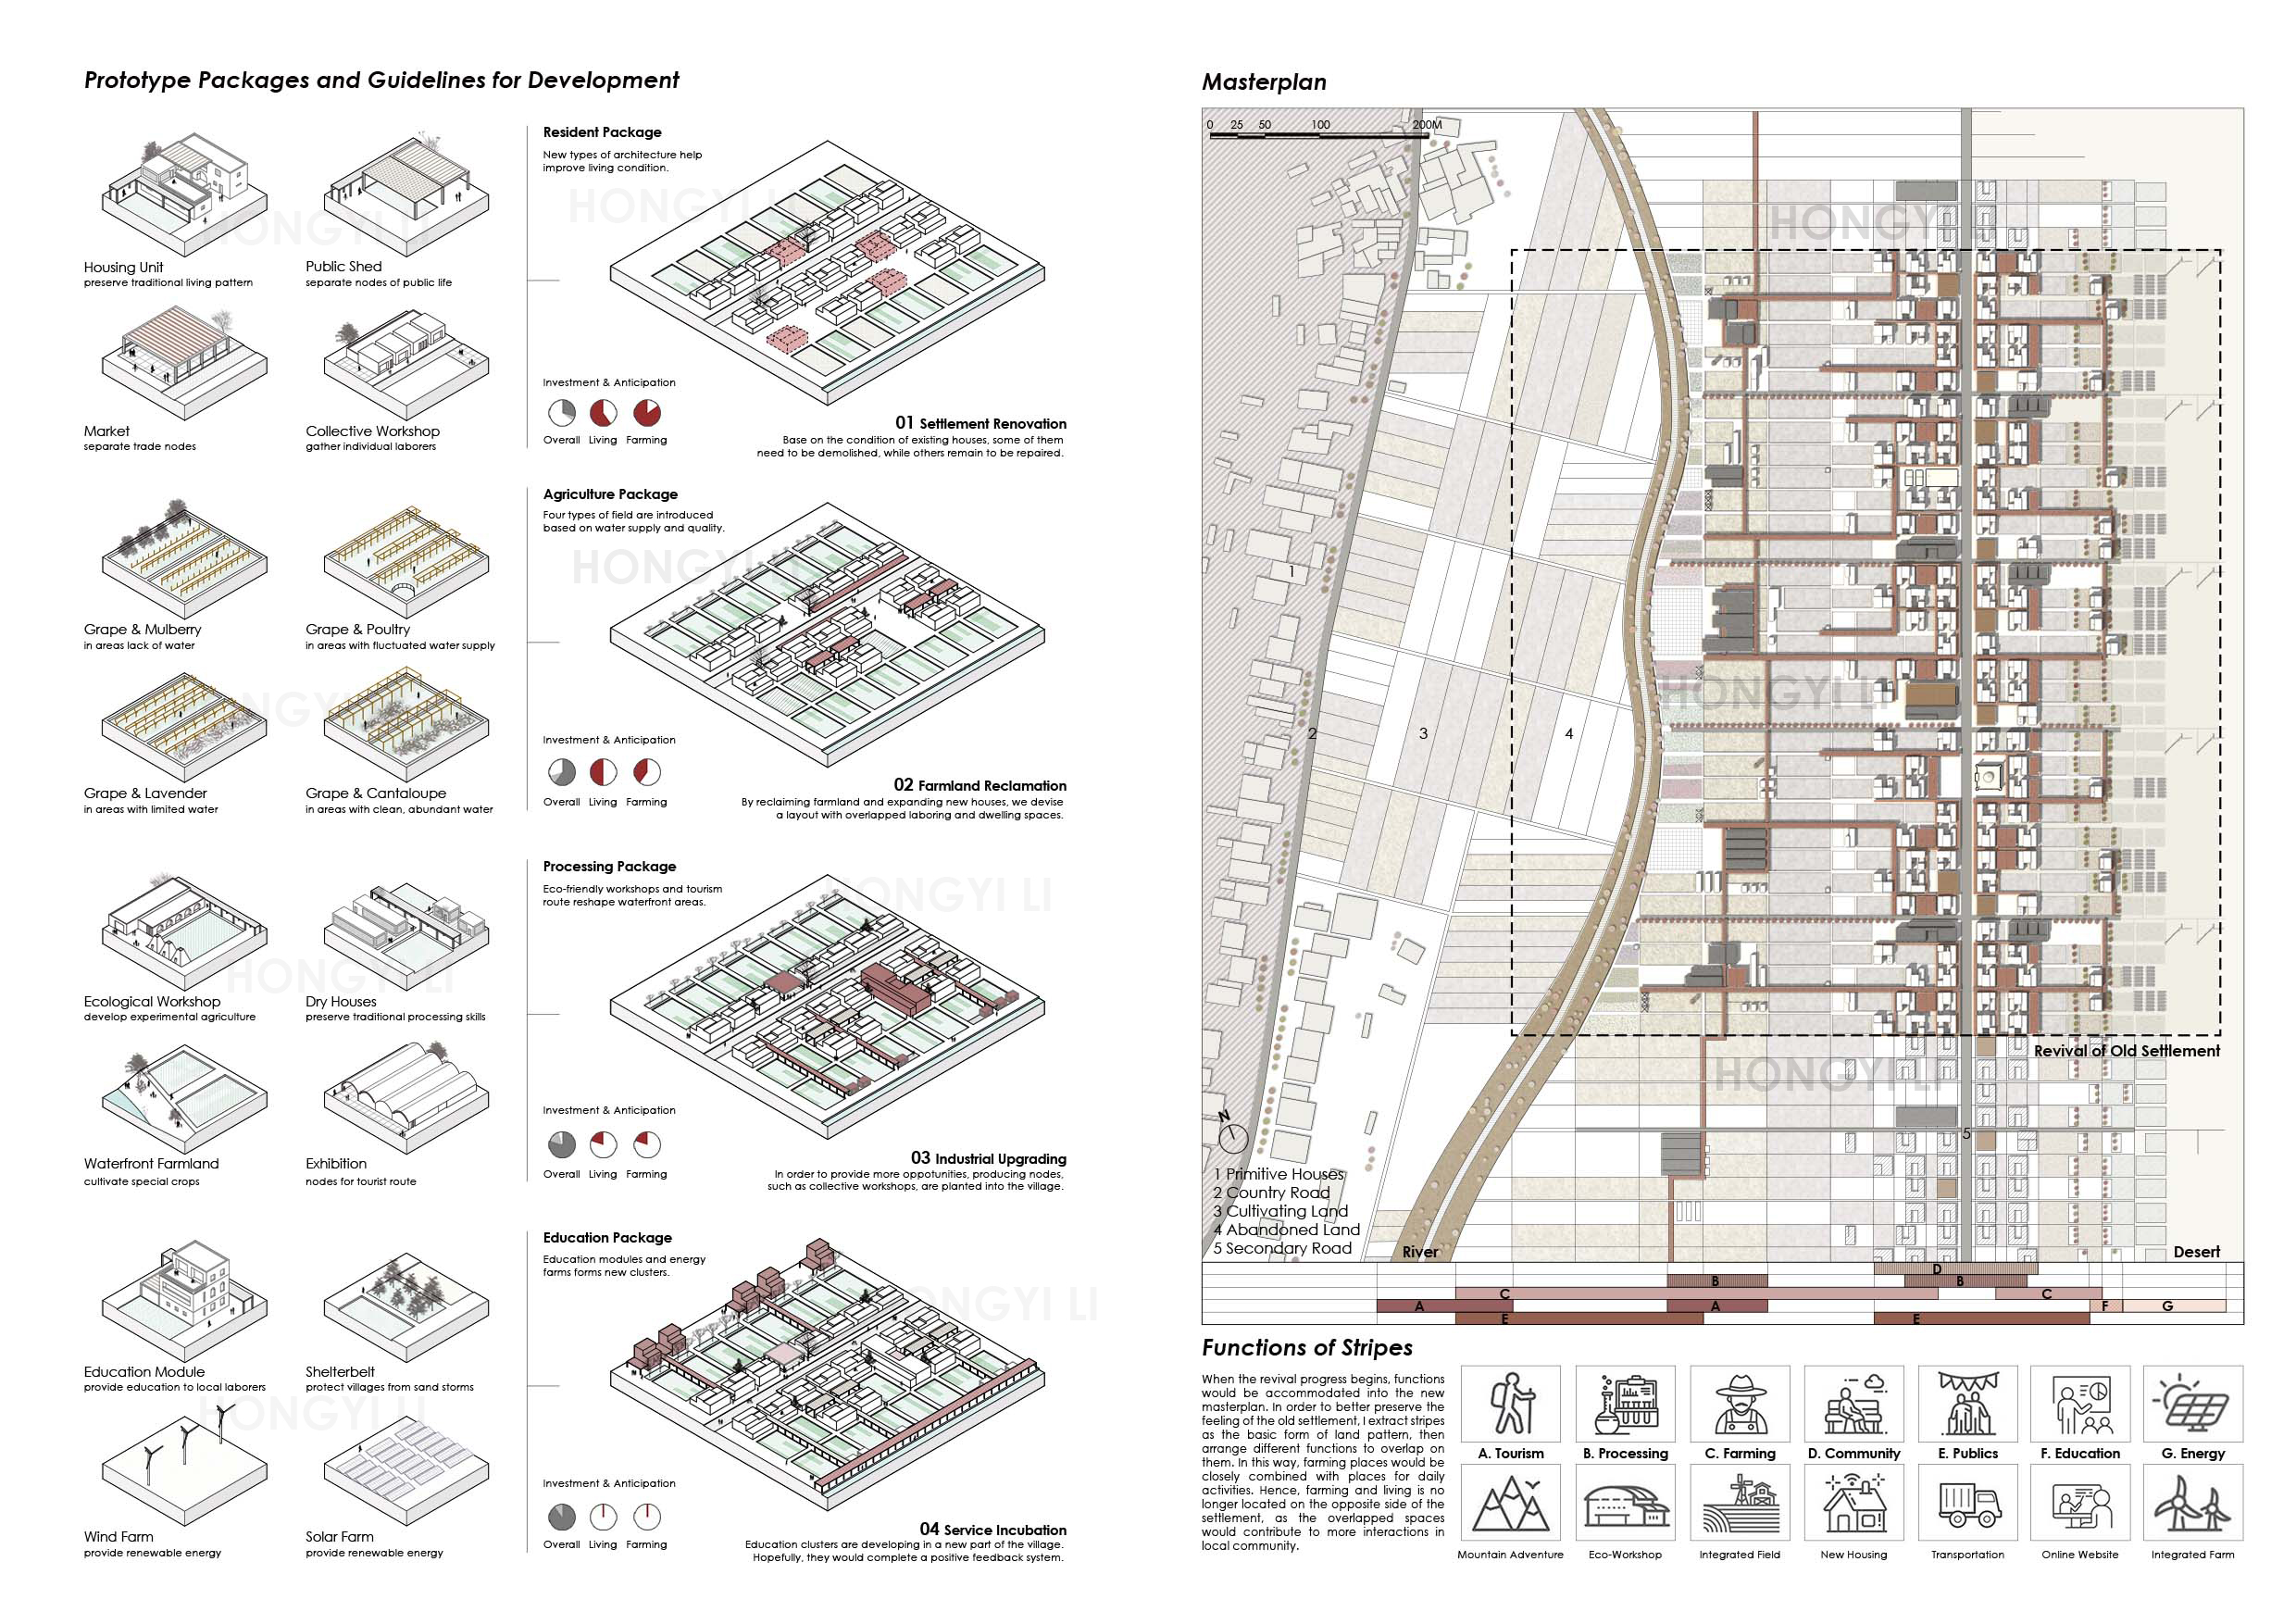 Prototype Packages and Guidelines for Development
Housing Unit
preserve traditional living pattern
Public Shed
separate nodes of public life
Market
separate trade nodes
Collective Workshop
gather individual laborers
Resident Package
New types of architecture help
improve living condition.
Investment & Anticipation
Overall Living Farming
01 Settlement Renovation
Base on the condition of existing houses, some of them
need to be demolished, while others remain to be repaired.
Grape & Mulberry
in areas lack of water
Grape & Poultry
in areas with fluctuated water supply
Grape & Lavender
in areas with limited water
Grape & Cantaloupe
in areas with clean, abundant water
Agriculture Package
Four types of field are introduced
based on water supply and quality.
Investment & Anticipation
Overall Living Farming
02 Farmland Reclamation
By reclaiming farmland and expanding new houses, we devise
a layout with overlapped laboring and dwelling spaces.
Ecological Workshop
develop experimental agriculture
Dry Houses
preserve traditional processing skills
Waterfront Farmland
cultivate special crops
Exhibition
nodes for tourist route
Processing Package
Eco-friendly workshops and tourism
route reshape waterfront areas.
Investment & Anticipation
Overall Living Farming
03 Industrial Upgrading
In order to provide more oppotunities, producing nodes,
such as collective workshops, are planted into the village.
Education Module
provide education to local laborers
Shelterbelt
protect villages from sand storms
Wind Farm
provide renewable energy
Solar Farm
provide renewable energy
Education Package
Education modules and energy
farms forms new clusters.
Investment & Anticipation
Overall Living Farming
04 Service Incubation
Education clusters are developing in a new part of the village.
Hopefully, they would complete a positive feedback system.
HONGYI LI
HONGYI LI
HONGYI LI
HONGYI LI
HONGYI LI
HONGYI LI
HONGYI LI
HONGYI LI
Masterplan
0 25 50 100 200M
HONGYI LI
1
2
3
4
HONGYI LI
Revival of Old Settlement
HONGYI LI
5
N
1 Primitive Houses
2 Country Road
3 Cultivating Land
4 Abandoned Land
5 Secondary Road
River
Desert
D
B B
C C
A A F G
E E
Functions of Stripes
When the revival progress begins, functions
would be accommodated into the new
masterplan. In order to better preserve the
feeling of the old settlement, I extract stripes
as the basic form of land pattern, then
arrange different functions to overlap on
them. In this way, farming places would be
closely combined with places for daily
activities. Hence, farming and living is no
longer located on the opposite side of the
settlement, as the overlapped spaces
would contribute to more interactions in
local community.
A. Tourism
B. Processing
C. Farming
D. Community
E. Publics
F. Education
G. Energy
Mountain Adventure
Eco-Workshop
Integrated Field
New Housing
Transportation
Online Website
Integrated Farm